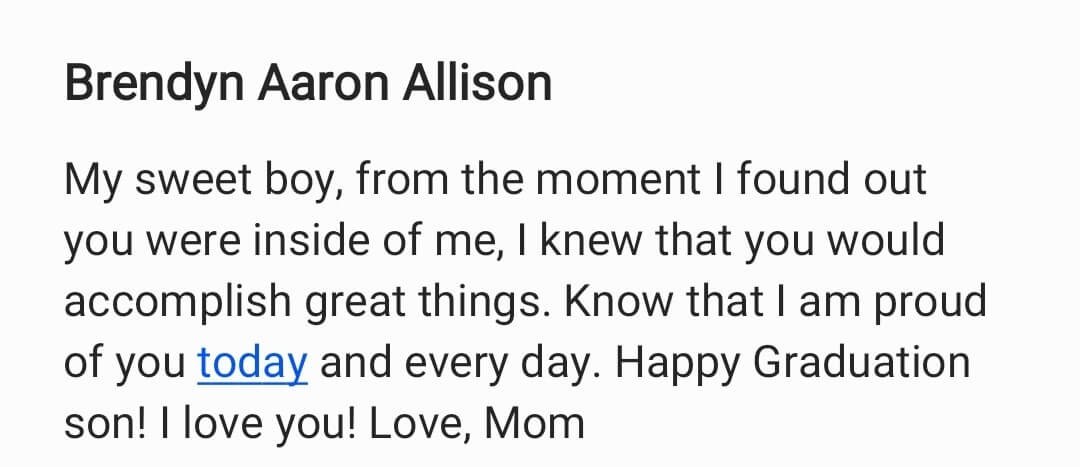 Brendyn Aaron Allison
My sweet boy, from the moment I found out
you were inside of me, I knew that you would
accomplish great things. Know that I am proud
of you today and every day. Happy Graduation
son! I love you! Love, Mom